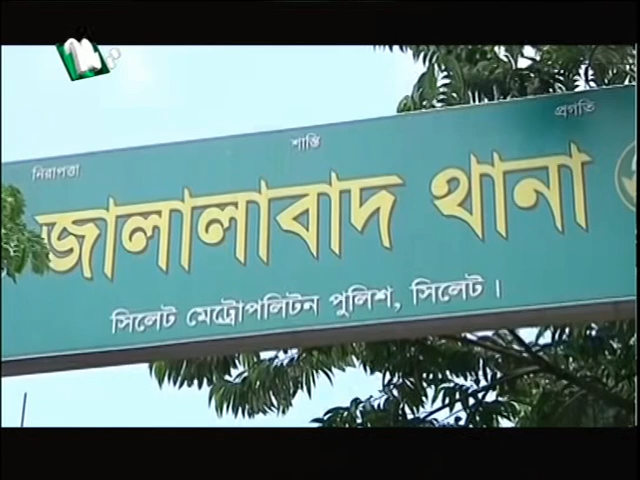 নিরাপত্তা শান্তি প্রগতি
জালালাবাদ থানা
সিলেট মেট্রোপলিটন পুলিশ, সিলেট।